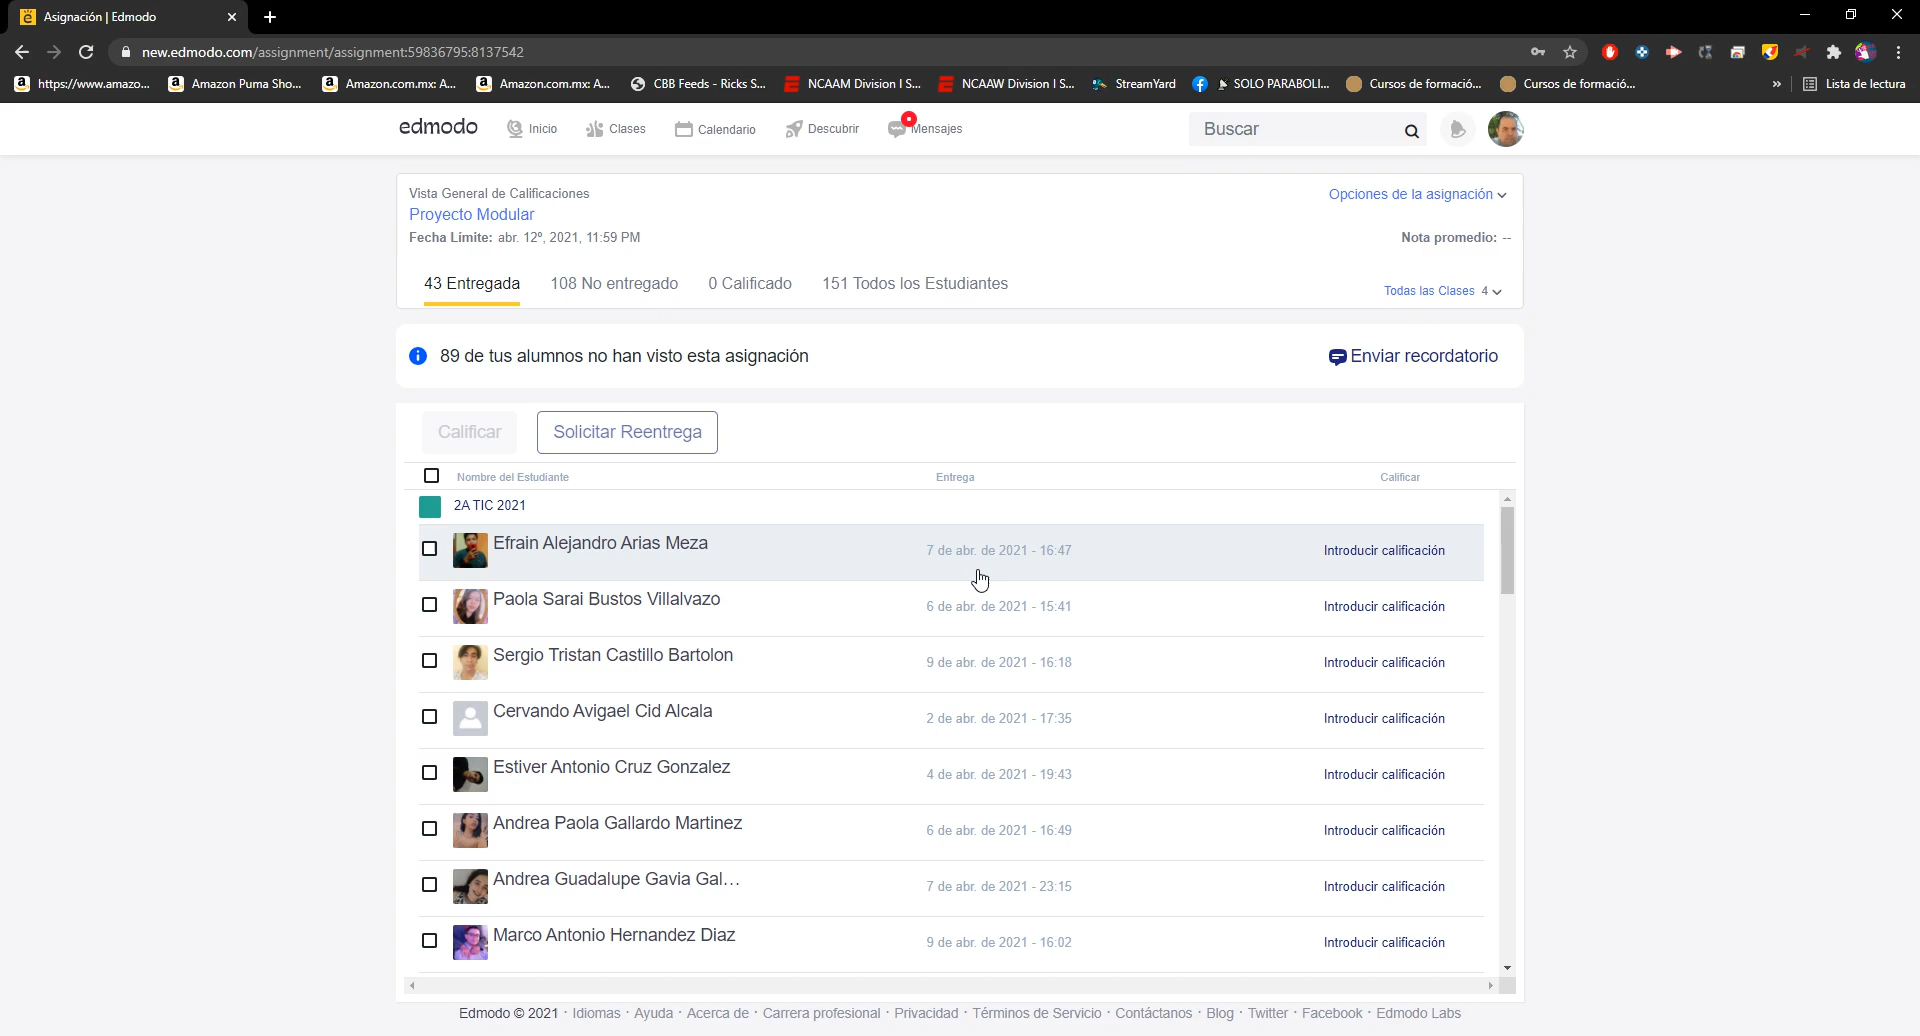 Asignación | Edmodo
new.edmodo.com/assignment/assignment:59836795:8137542
https://www.amazo... Amazon Puma Sho... Amazon.com.mx: A... Amazon.com.mx: A... CBB Feeds - Ricks S... NCAAM Division I S... NCAAW Division I S... StreamYard SOLO PARABOLI... Cursos de formació... Cursos de formació... » Lista de lectura
edmodo Inicio Clases Calendario Descubrir Mensajes Buscar
Vista General de Calificaciones Opciones de la asignación
Proyecto Modular
Fecha Limite: abr. 12º, 2021, 11:59 PM Nota promedio: --
43 Entregada 108 No entregado 0 Calificado 151 Todos los Estudiantes Todas las Clases 4
89 de tus alumnos no han visto esta asignación Enviar recordatorio
Calificar Solicitar Reentrega
Nombre del Estudiante Entrega Calificar
2A TIC 2021
Efrain Alejandro Arias Meza 7 de abr. de 2021 - 16:47 Introducir calificación
Paola Sarai Bustos Villalvazo 6 de abr. de 2021 - 15:41 Introducir calificación
Sergio Tristan Castillo Bartolon 9 de abr. de 2021 - 16:18 Introducir calificación
Cervando Avigael Cid Alcala 2 de abr. de 2021 - 17:35 Introducir calificación
Estiver Antonio Cruz Gonzalez 4 de abr. de 2021 - 19:43 Introducir calificación
Andrea Paola Gallardo Martinez 6 de abr. de 2021 - 16:49 Introducir calificación
Andrea Guadalupe Gavia Gal... 7 de abr. de 2021 - 23:15 Introducir calificación
Marco Antonio Hernandez Diaz 9 de abr. de 2021 - 16:02 Introducir calificación
Edmodo © 2021 · Idiomas · Ayuda · Acerca de · Carrera profesional · Privacidad · Términos de Servicio · Contáctanos · Blog · Twitter · Facebook · Edmodo Labs